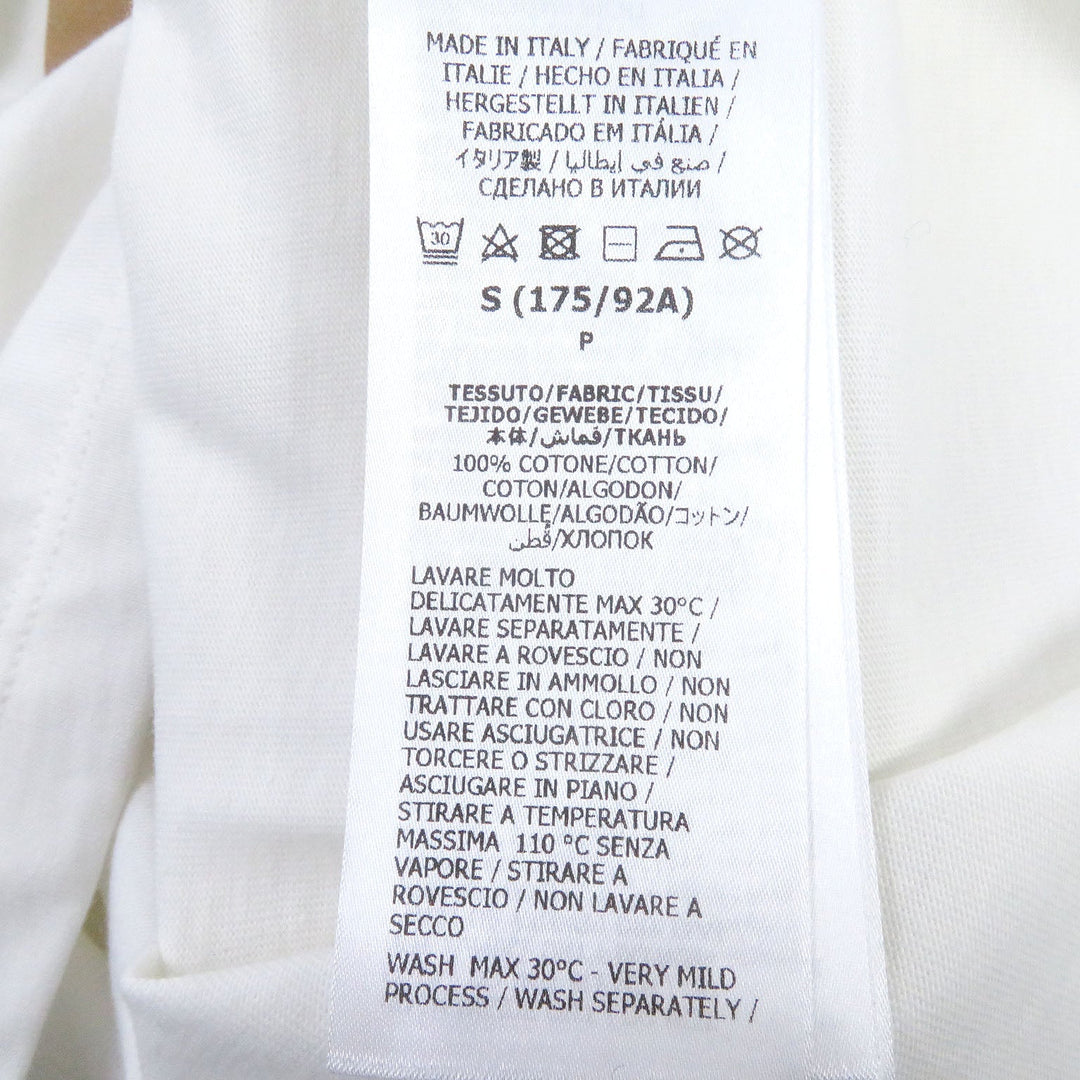 MADE IN ITALY / FABRIQUÉ EN
ITALIE / HECHO EN ITALIA /
HERGESTELLT IN ITALIEN /
FABRICADO EM ITÁLIA /
イタリア製 / صنع في إيطاليا /
СДЕЛАНО В ИТАЛИИ
30
S (175/92A)
P
TESSUTO/FABRIC/TISSU/
TEJIDO/GEWEBE/TECIDO/
本体/قماش/ТКАНЬ
100% COTONE/COTTON/
COTON/ALGODON/
BAUMWOLLE/ALGODÃO/コットン/
قُطن/ХЛОПОК
LAVARE MOLTO
DELICATAMENTE MAX 30°C /
LAVARE SEPARATAMENTE /
LAVARE A ROVESCIO / NON
LASCIARE IN AMMOLLO / NON
TRATTARE CON CLORO / NON
USARE ASCIUGATRICE / NON
TORCERE O STRIZZARE /
ASCIUGARE IN PIANO /
STIRARE A TEMPERATURA
MASSIMA 110 °C SENZA
VAPORE / STIRARE A
ROVESCIO / NON LAVARE A
SECCO
WASH MAX 30°C - VERY MILD
PROCESS / WASH SEPARATELY /